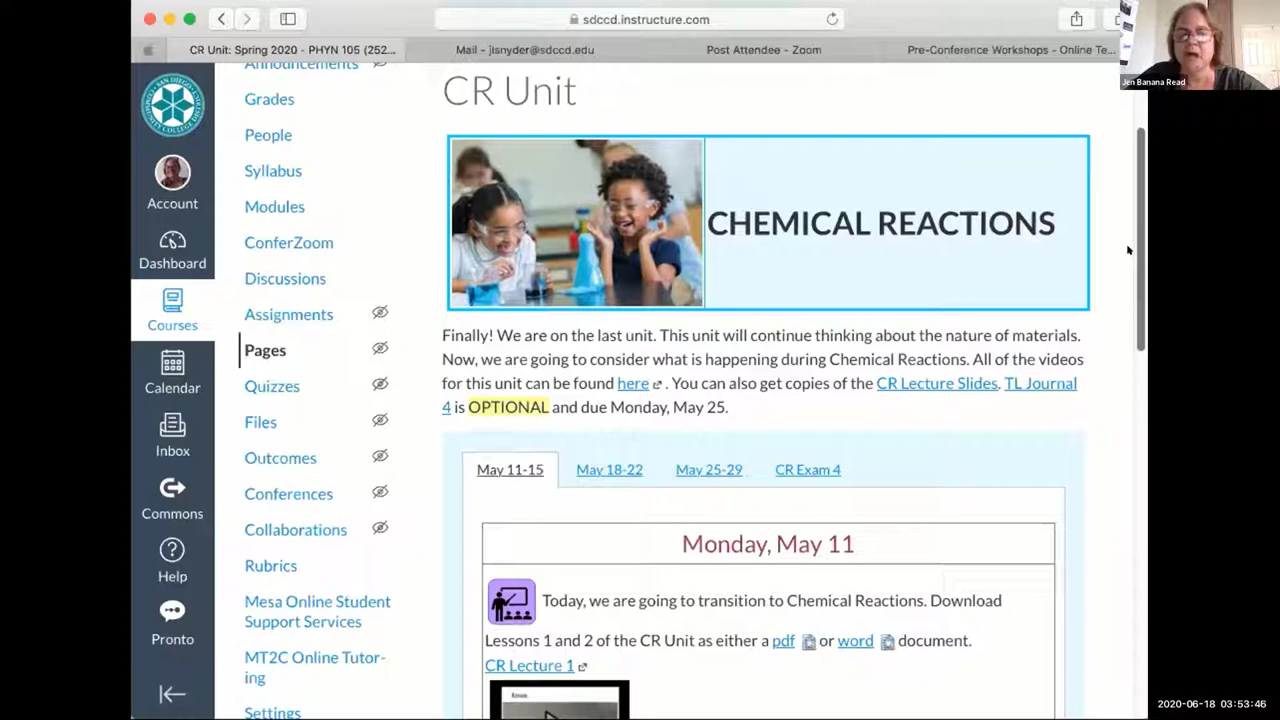 sdccd.instructure.com
CR Unit: Spring 2020 - PHYN 105 (252...
Mail - jlsnyder@sdccd.edu
Post Attendee - Zoom
Pre-Conference Workshops - Online Te...
Jen Banana Read
Account
Dashboard
Courses
Calendar
Inbox
Commons
Help
Pronto
Announcements
Grades
People
Syllabus
Modules
ConferZoom
Discussions
Assignments
Pages
Quizzes
Files
Outcomes
Conferences
Collaborations
Rubrics
Mesa Online Student
Support Services
MT2C Online Tutor-
ing
Settings
CR Unit
CHEMICAL REACTIONS
Finally! We are on the last unit. This unit will continue thinking about the nature of materials.
Now, we are going to consider what is happening during Chemical Reactions. All of the videos
for this unit can be found here . You can also get copies of the CR Lecture Slides. TL Journal
4 is OPTIONAL and due Monday, May 25.
May 11-15
May 18-22
May 25-29
CR Exam 4
Monday, May 11
Today, we are going to transition to Chemical Reactions. Download
Lessons 1 and 2 of the CR Unit as either a pdf or word document.
CR Lecture 1
2020-06-18 03:53:46